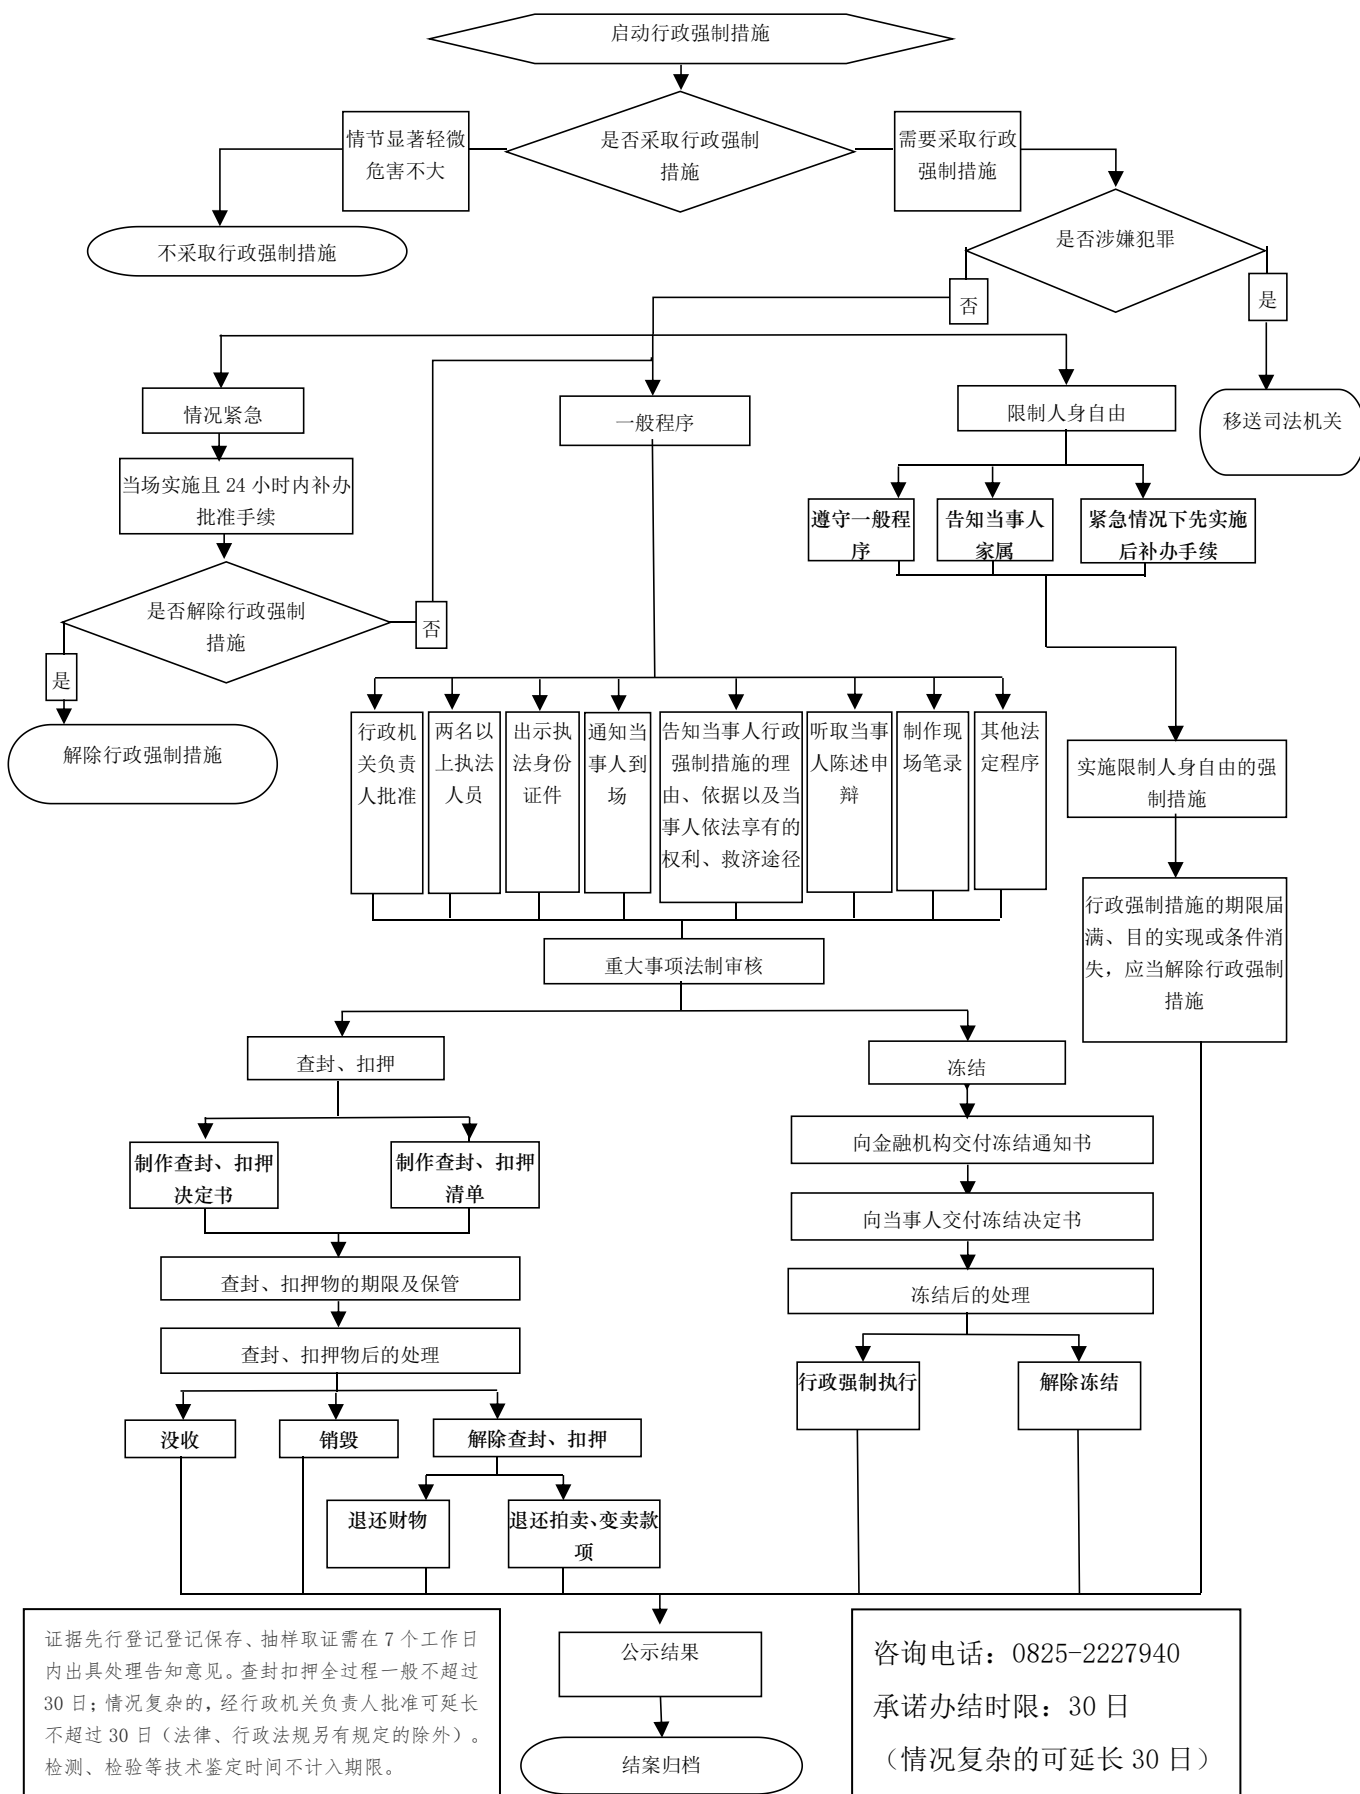 启动行政强制措施
情节显著轻微
危害不大
是否采取行政强制
措施
需要采取行政
强制措施
不采取行政强制措施
是否涉嫌犯罪
否
是
情况紧急
一般程序
限制人身自由
移送司法机关
当场实施且 24 小时内补办
批准手续
遵守一般程
序
告知当事人
家属
紧急情况下先实施
后补办手续
是否解除行政强制
措施
否
是
解除行政强制措施
行政机
关负责
人批准
两名以
上执法
人员
出示执
法身份
证件
通知当
事人到
场
告知当事人行政
强制措施的理
由、依据以及当
事人依法享有的
权利、救济途径
听取当事
人陈述申
辩
制作现
场笔录
其他法
定程序
实施限制人身自由的强
制措施
行政强制措施的期限届
满、目的实现或条件消
失，应当解除行政强制
措施
重大事项法制审核
查封、扣押
冻结
制作查封、扣押
决定书
制作查封、扣押
清单
向金融机构交付冻结通知书
向当事人交付冻结决定书
查封、扣押物的期限及保管
冻结后的处理
查封、扣押物后的处理
行政强制执行
解除冻结
没收
销毁
解除查封、扣押
退还财物
退还拍卖、变卖款
项
证据先行登记登记保存、抽样取证需在 7 个工作日
内出具处理告知意见。查封扣押全过程一般不超过
30 日；情况复杂的，经行政机关负责人批准可延长
不超过 30 日（法律、行政法规另有规定的除外）。
检测、检验等技术鉴定时间不计入期限。
公示结果
结案归档
咨询电话：0825-2227940
承诺办结时限：30 日
（情况复杂的可延长 30 日）